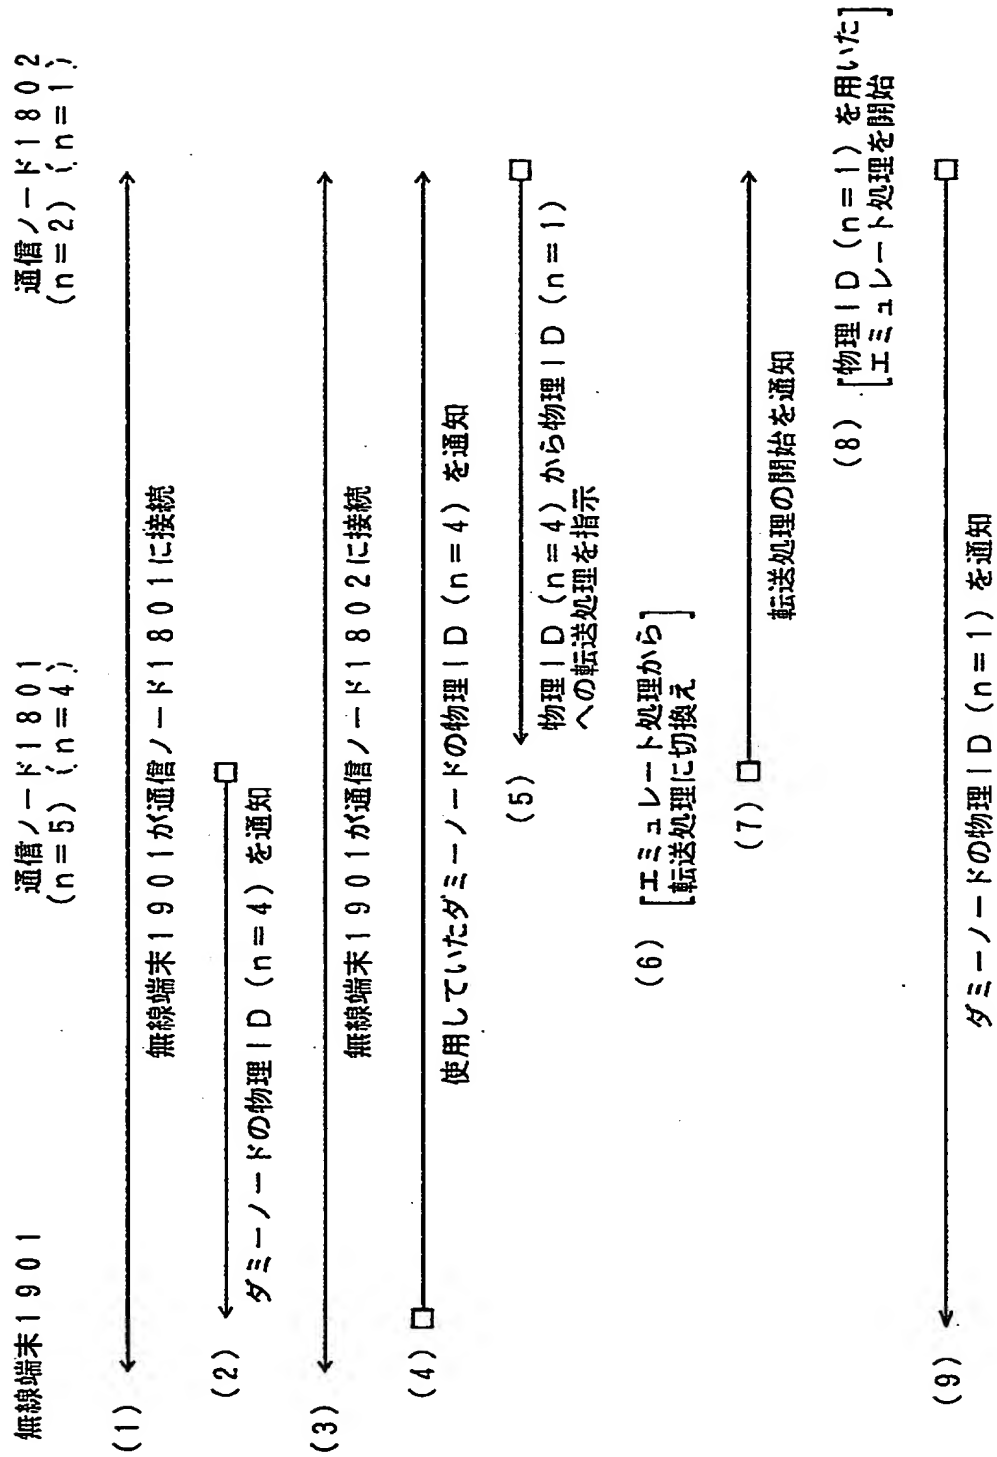 無線端末1901
通信ノード1801
(n=5)(n=4)
通信ノード1802
(n=2)(n=1)
(1)
無線端末1901が通信ノード1801に接続
(2)
ダミーノードの物理ID(n=4)を通知
(3)
無線端末1901が通信ノード1802に接続
(4)
使用していたダミーノードの物理ID(n=4)を通知
(5)
物理ID(n=4)から物理ID(n=1)
への転送処理を指示
(6)
[エミュレート処理から
転送処理に切換え]
(7)
転送処理の開始を通知
(8)
[物理ID(n=1)を用いた
エミュレート処理を開始]
(9)
ダミーノードの物理ID(n=1)を通知